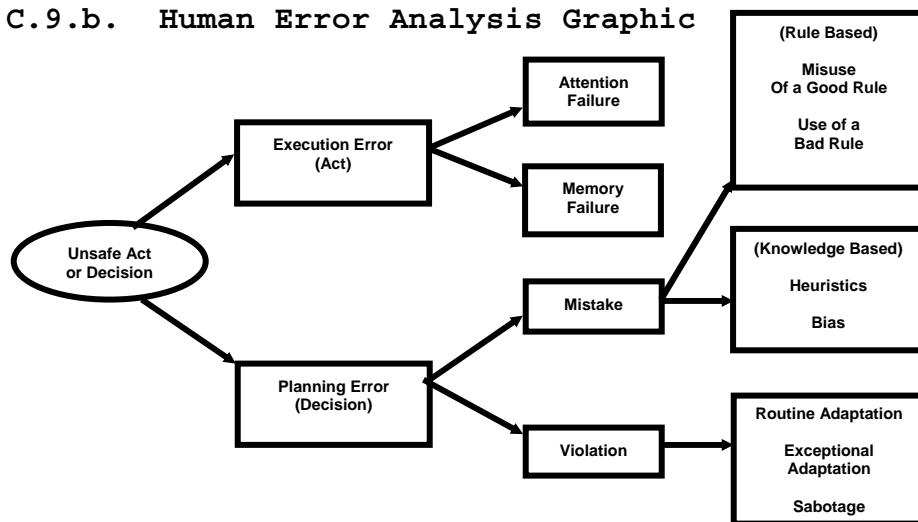 C.9.b. Human Error Analysis Graphic
(Rule Based)
Misuse
Of a Good Rule
Use of a
Bad Rule
Attention
Failure
Execution Error
(Act)
Memory
Failure
Unsafe Act
or Decision
(Knowledge Based)
Heuristics
Bias
Mistake
Planning Error
(Decision)
Violation
Routine Adaptation
Exceptional
Adaptation
Sabotage